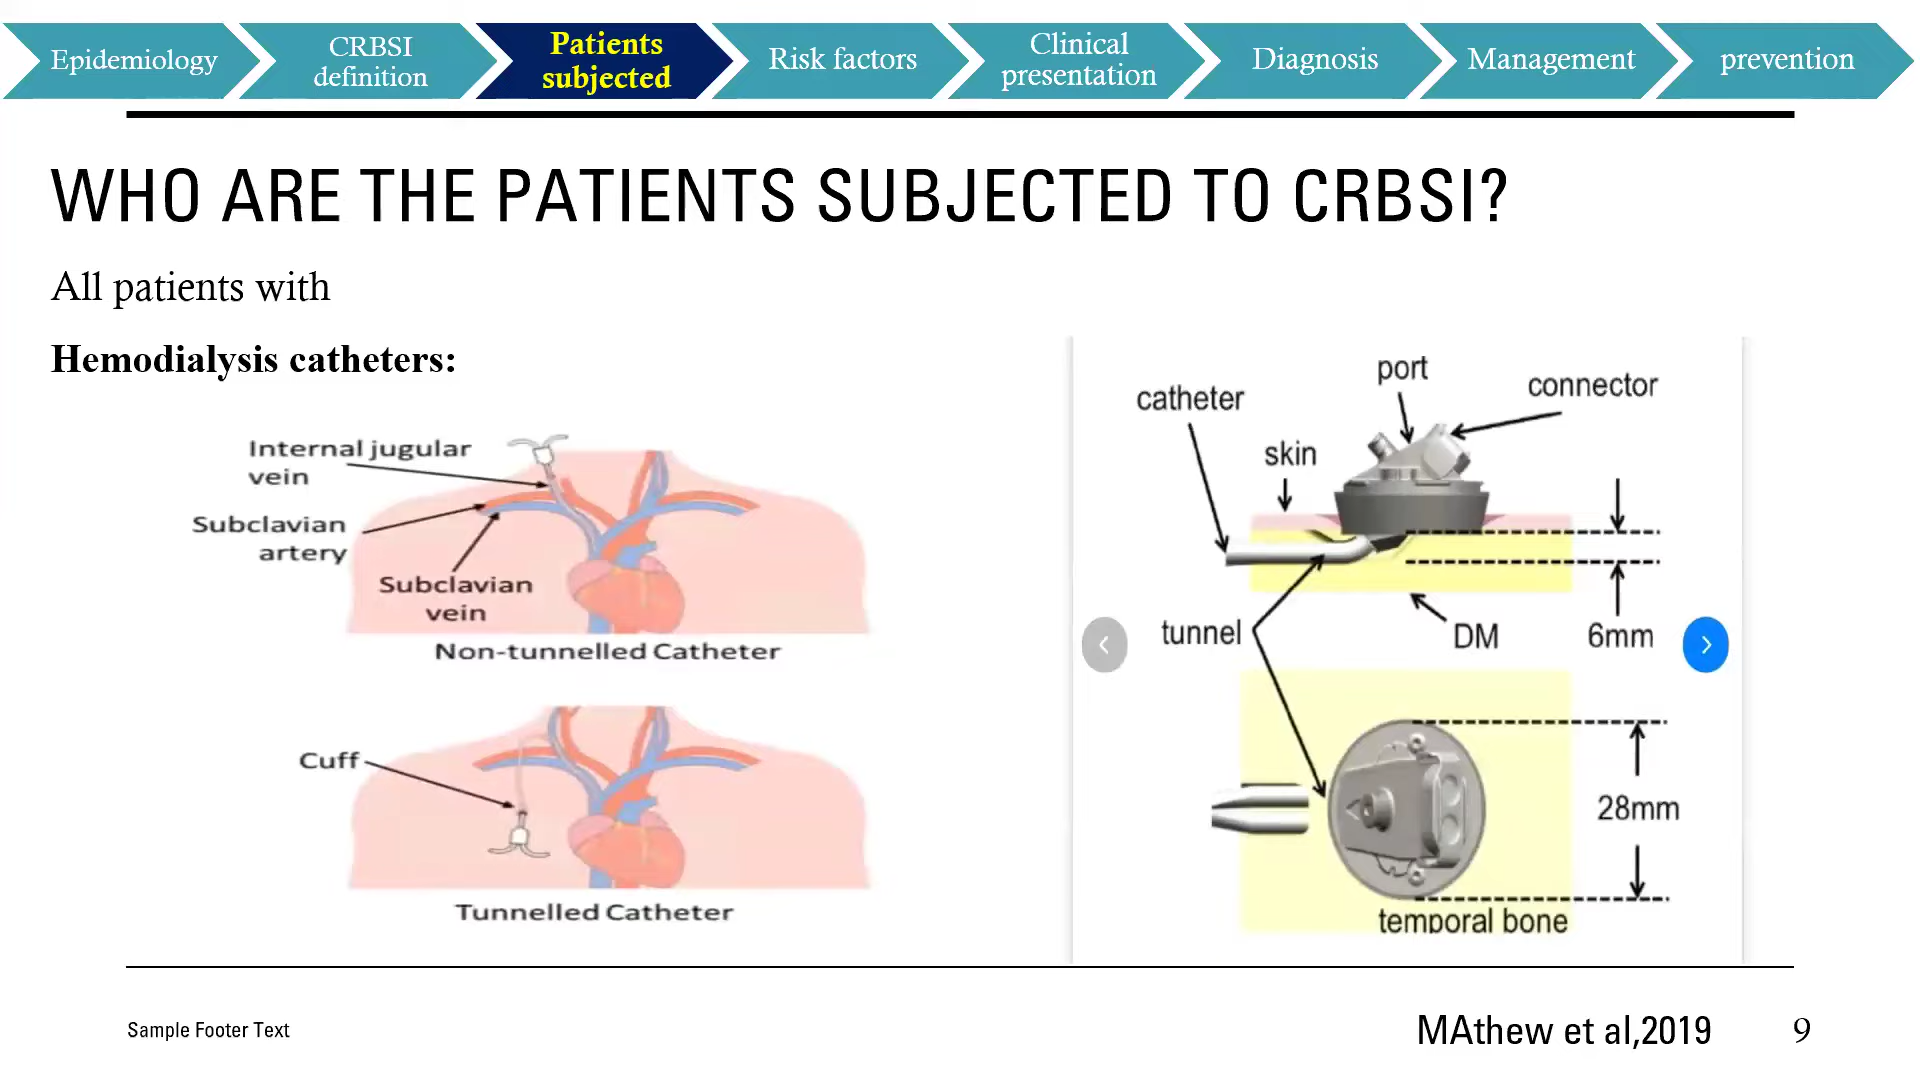 Epidemiology
CRBSI
definition
Patients
subjected
Risk factors
Clinical
presentation
Diagnosis
Management
prevention
WHO ARE THE PATIENTS SUBJECTED TO CRBSI?
All patients with
Hemodialysis catheters:
Internal jugular
vein
Subclavian
artery
Subclavian
vein
Non-tunnelled Catheter
Cuff
Tunnelled Catheter
port
catheter
connector
skin
tunnel
DM
6mm
28mm
temporal bone
Sample Footer Text
MAthew et al,2019
9